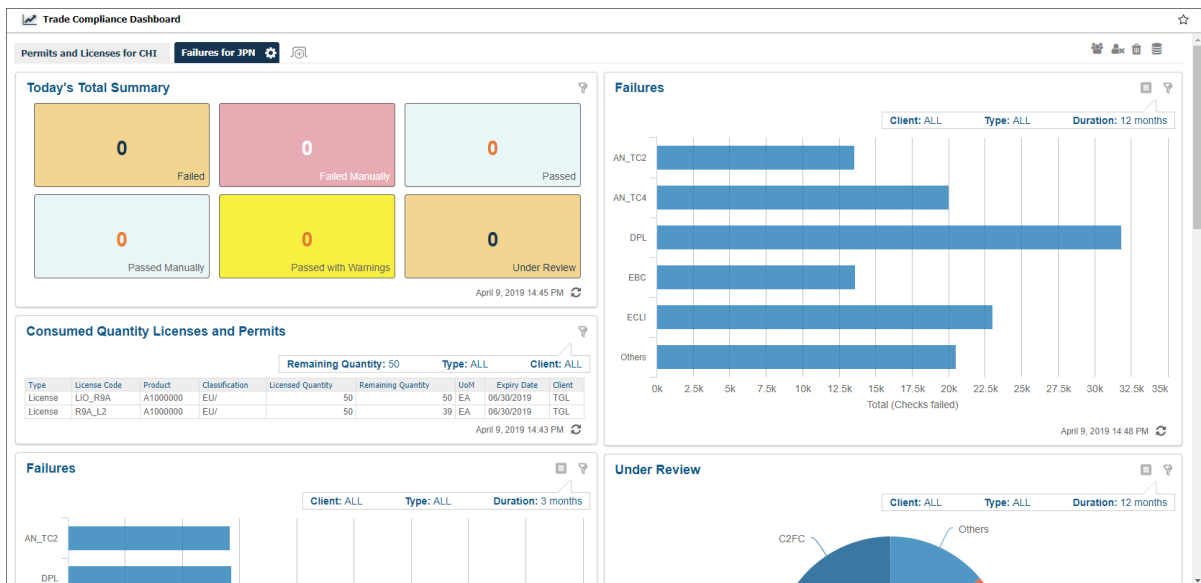 Trade Compliance Dashboard
Permits and Licenses for CHI
Failures for JPN
Today's Total Summary
0
Failed
0
Failed Manually
0
Passed
0
Passed Manually
0
Passed with Warnings
0
Under Review
April 9, 2019 14:45 PM
Consumed Quantity Licenses and Permits
Remaining Quantity: 50 Type: ALL Client: ALL
Type License Code Product Classification Licensed Quantity Remaining Quantity UoM Expiry Date Client
License LIO_R9A A1000000 EU/ 50 50 EA 06/30/2019 TGL
License R9A_L2 A1000000 EU/ 50 39 EA 06/30/2019 TGL
April 9, 2019 14:43 PM
Failures
Client: ALL Type: ALL Duration: 3 months
AN_TC2
DPL
Failures
Client: ALL Type: ALL Duration: 12 months
AN_TC2
AN_TC4
DPL
EBC
ECLI
Others
0k 2.5k 5k 7.5k 10k 12.5k 15k 17.5k 20k 22.5k 25k 27.5k 30k 32.5k 35k
Total (Checks failed)
April 9, 2019 14:48 PM
Under Review
Client: ALL Type: ALL Duration: 12 months
C2FC
Others